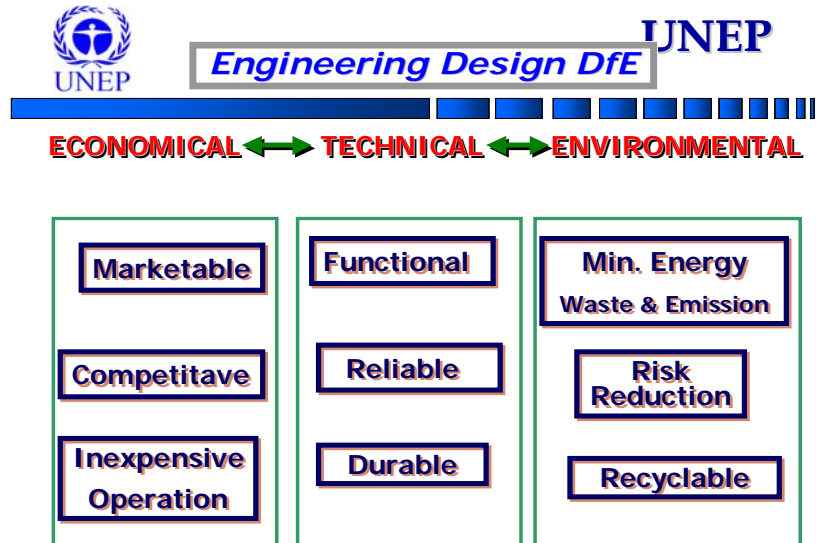 UNEP
UNEP
Engineering Design DfE
ECONOMICAL TECHNICAL ENVIRONMENTAL
Marketable
Competitave
Inexpensive
Operation
Functional
Reliable
Durable
Min. Energy
Waste & Emission
Risk
Reduction
Recyclable